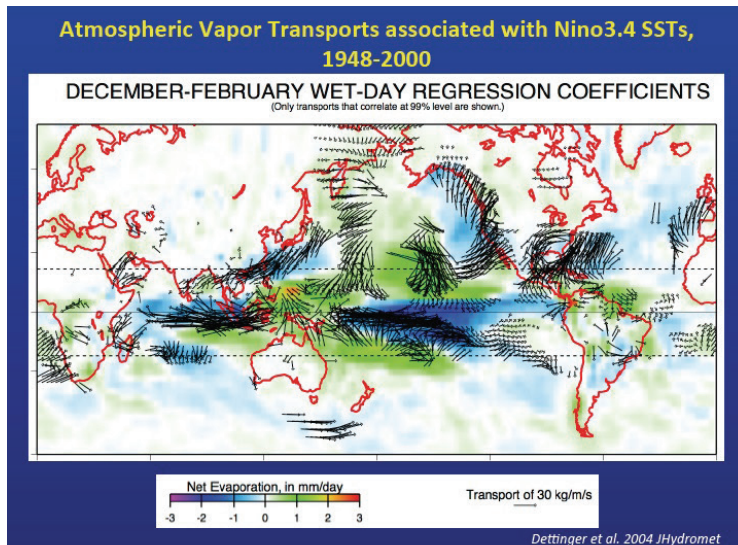 Atmospheric Vapor Transports associated with Nino3.4 SSTs,
1948-2000
DECEMBER-FEBRUARY WET-DAY REGRESSION COEFFICIENTS
(Only transports that correlate at 99% level are shown.)
Net Evaporation, in mm/day
-3 -2 -1 0 1 2 3
Transport of 30 kg/m/s
Dettinger et al. 2004 JHydromet